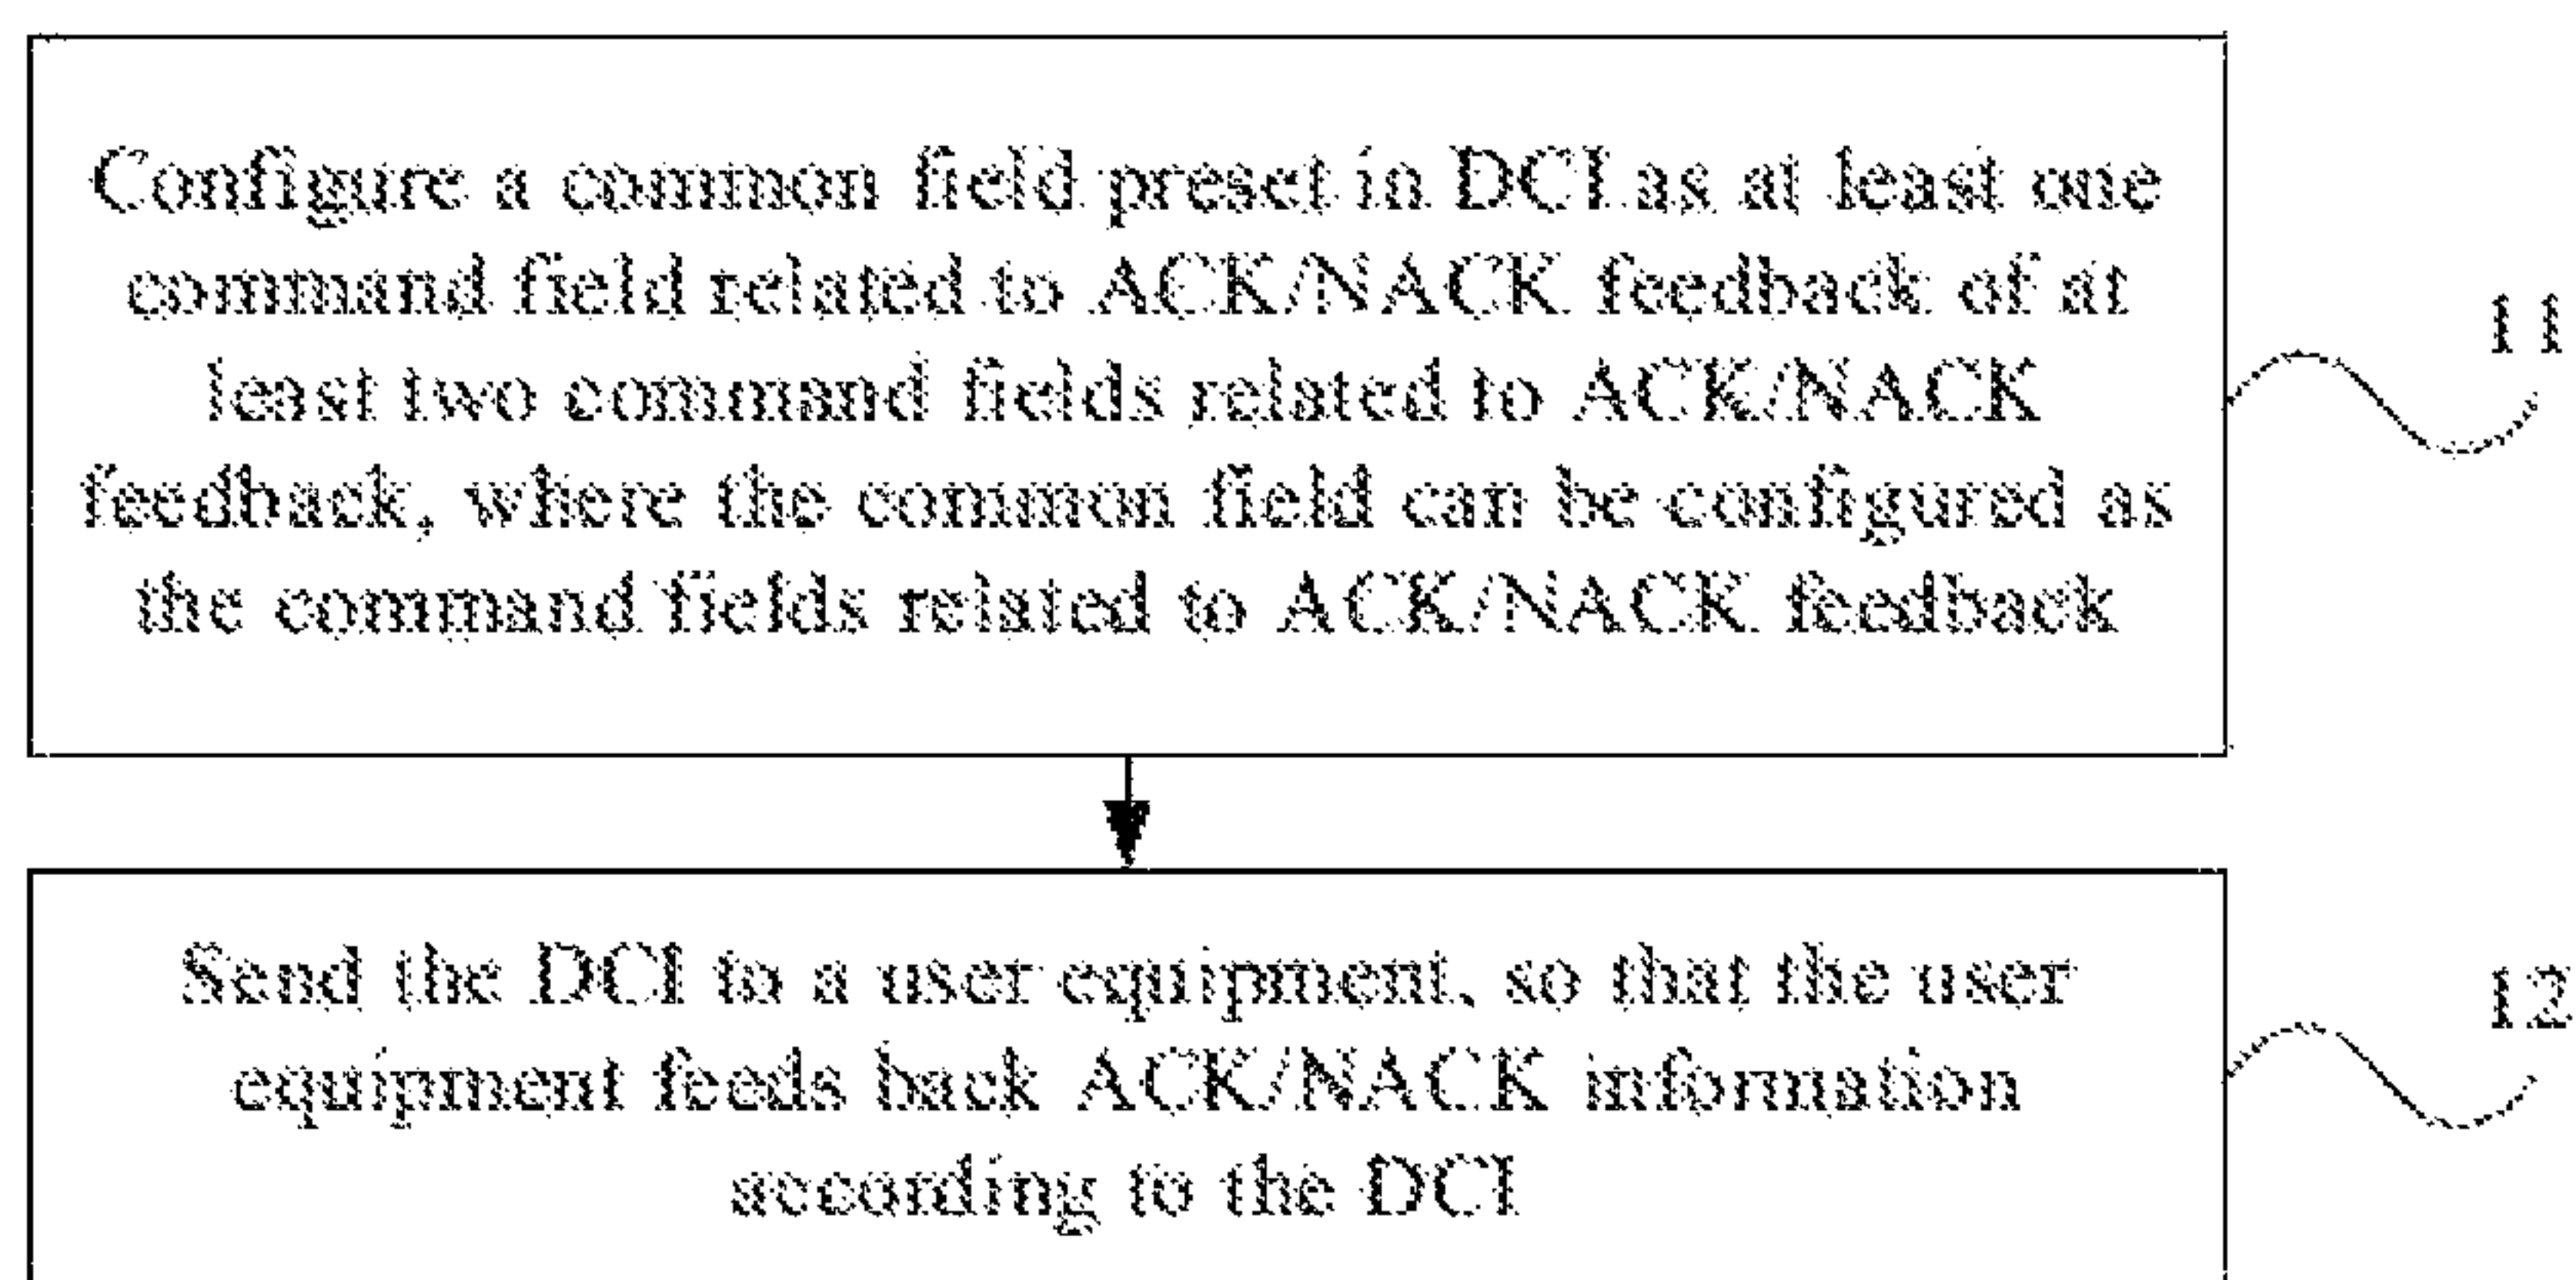 Configure a common field preset in DCI as at least one
command field related to ACK/NACK feedback of at
least two command fields related to ACK/NACK
feedback, where the common field can be configured as
the command fields related to ACK/NACK feedback
11
Send the DCI to a user equipment, so that the user
equipment feeds back ACK/NACK information
according to the DCI
12